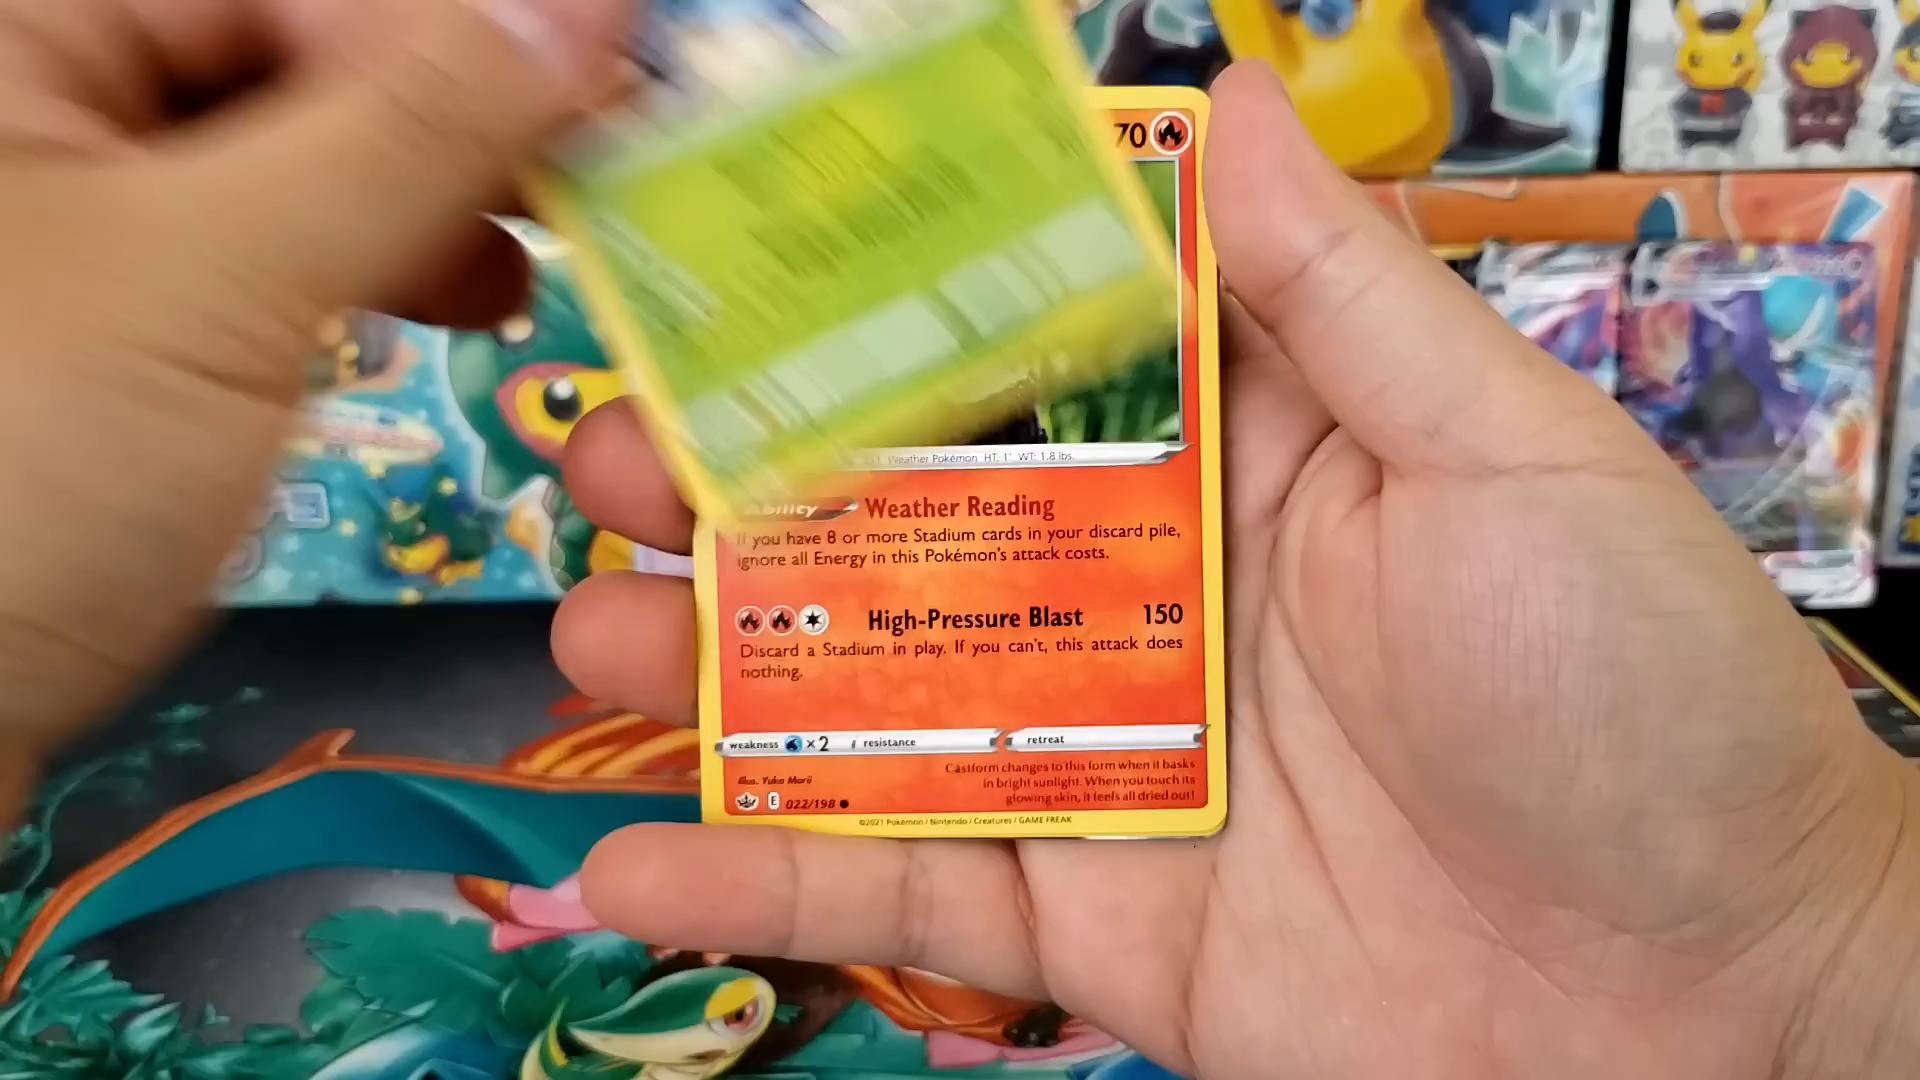 70
Weather Pokémon HT. 1' WT: 1.8 lbs.
Ability Weather Reading
If you have 8 or more Stadium cards in your discard pile,
ignore all Energy in this Pokémon's attack costs.
High-Pressure Blast 150
Discard a Stadium in play. If you can't, this attack does
nothing.
weakness ×2 resistance
retreat
Illus. Yuka Morii
Castform changes to this form when it basks
in bright sunlight. When you touch its
glowing skin, it feels all dried out!
E 022/198
©2021 Pokémon / Nintendo / Creatures / GAME FREAK